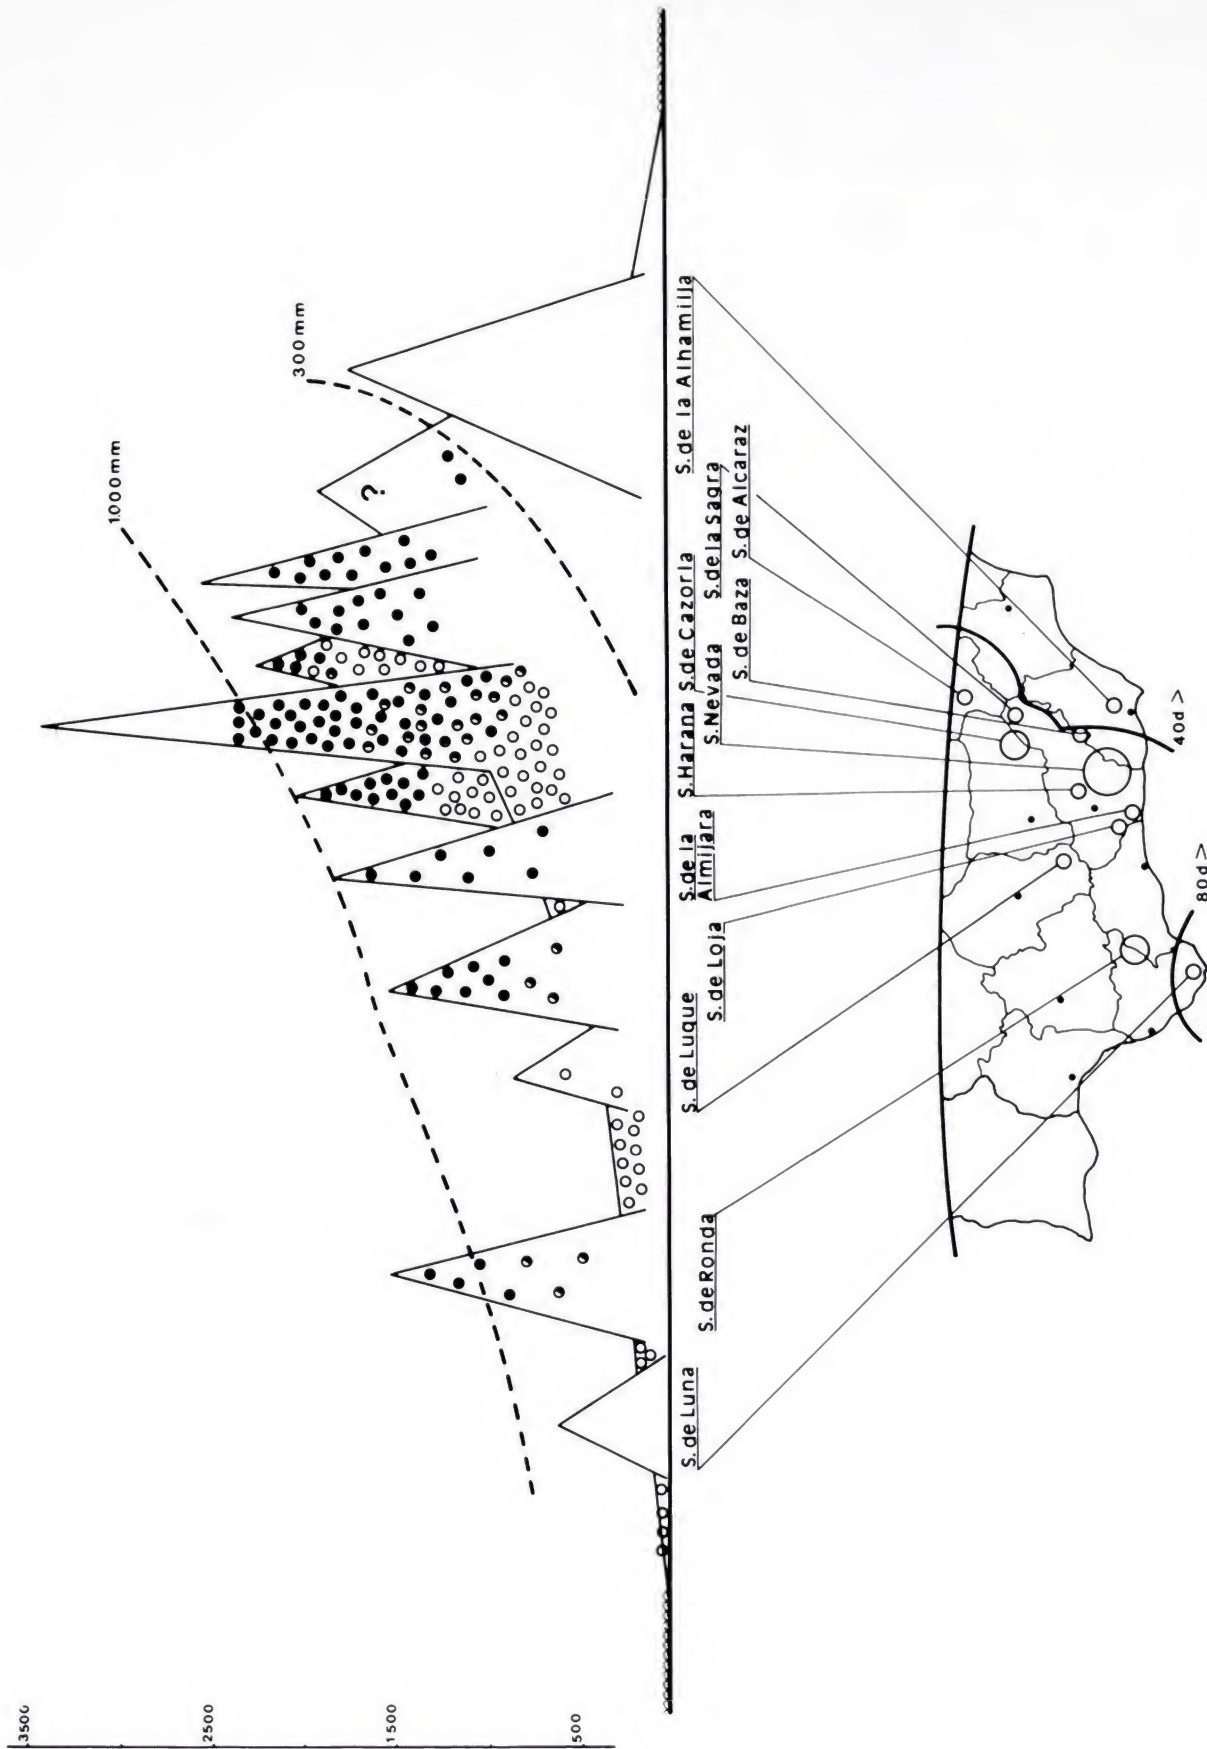 3500
2500
1500
500
1000mm
300mm
¿
S. de Luna
S. de Ronda
S. de Luque
S. de Loja
S. de la
Almijara
S. Harana
S. Nevada
S. de Cazorla
S. de Baza
S. de la Sagra
S. de Alcaraz
S. de la Alhamilla
80d >
40d >